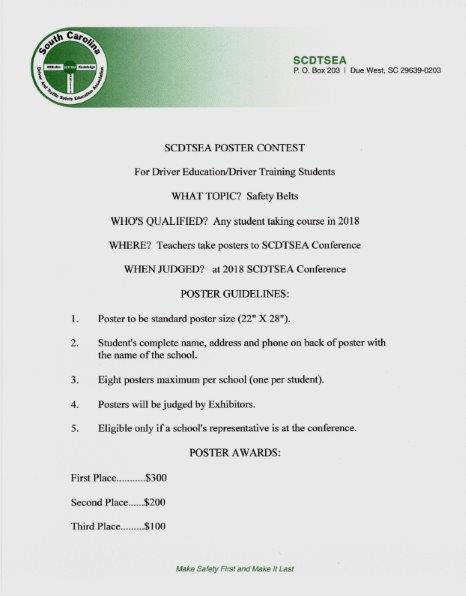 South Carolina
Driver And Traffic Safety Education Association
SCDTSEA
P. O. Box 203 | Due West, SC 29639-0203
SCDTSEA POSTER CONTEST
For Driver Education/Driver Training Students
WHAT TOPIC? Safety Belts
WHO'S QUALIFIED? Any student taking course in 2018
WHERE? Teachers take posters to SCDTSEA Conference
WHEN JUDGED? at 2018 SCDTSEA Conference
POSTER GUIDELINES:
1. Poster to be standard poster size (22" X 28").
2. Student's complete name, address and phone on back of poster with
the name of the school.
3. Eight posters maximum per school (one per student).
4. Posters will be judged by Exhibitors.
5. Eligible only if a school's representative is at the conference.
POSTER AWARDS:
First Place...........$300
Second Place......$200
Third Place.........$100
Make Safety First and Make It Last